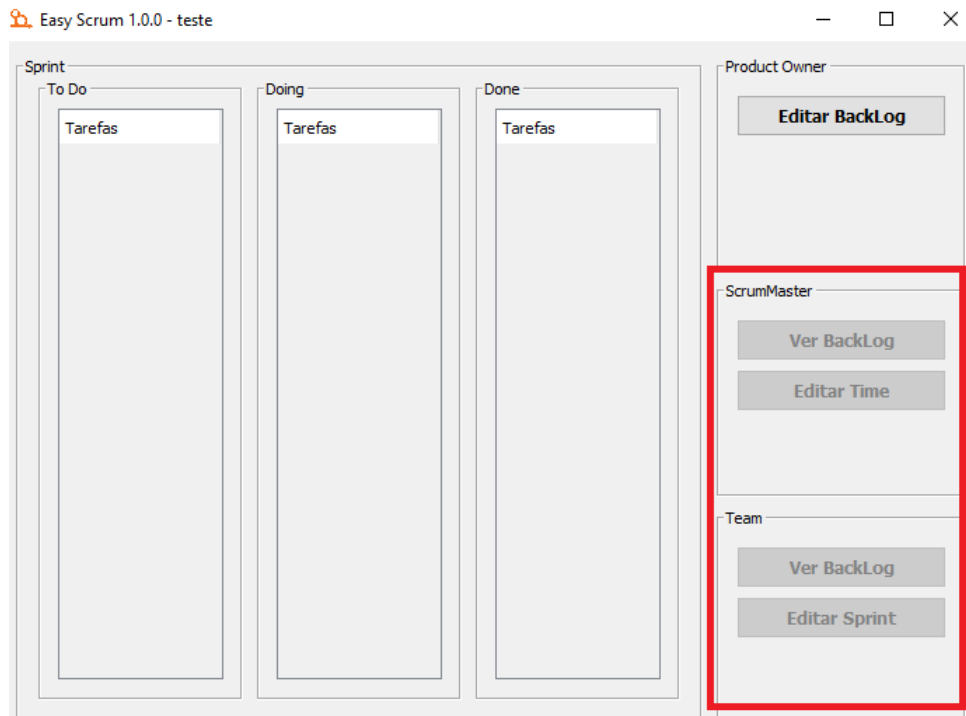 Easy Scrum 1.0.0 - teste
Sprint
To Do
Tarefas
Doing
Tarefas
Done
Tarefas
Product Owner
Editar BackLog
ScrumMaster
Ver BackLog
Editar Time
Team
Ver BackLog
Editar Sprint